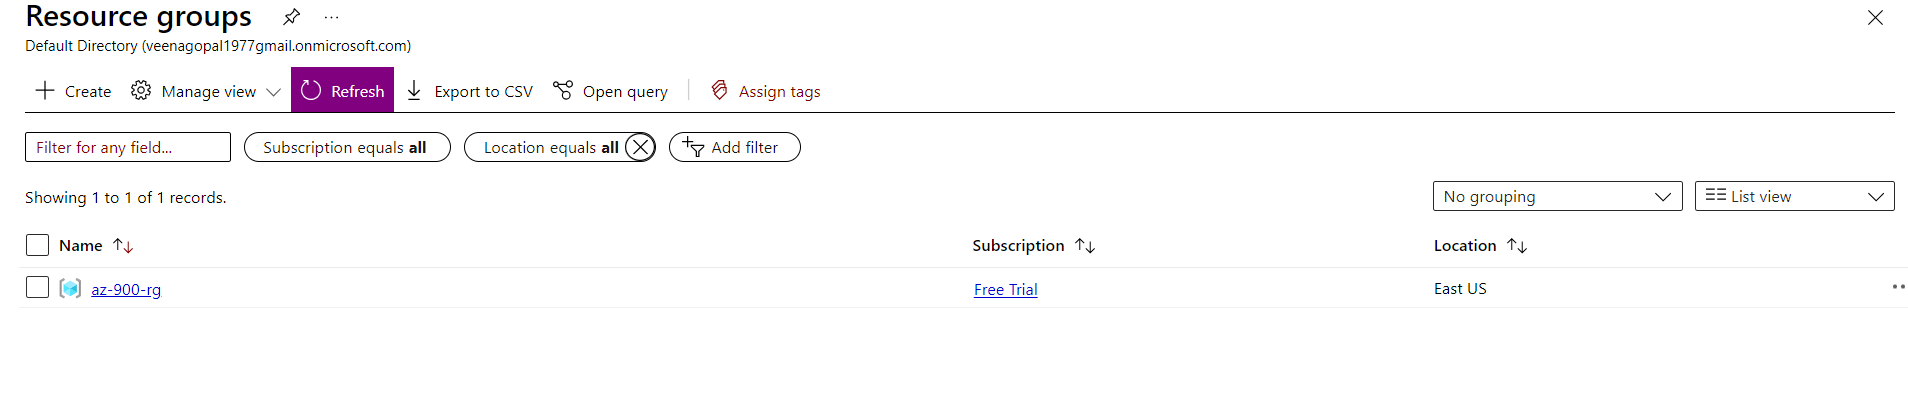 Resource groups ...
Default Directory (veenagopal1977gmail.onmicrosoft.com)
Create Manage view Refresh Export to CSV Open query Assign tags
Filter for any field... Subscription equals all Location equals all Add filter
Showing 1 to 1 of 1 records. No grouping List view
Name Subscription Location
az-900-rg Free Trial East US